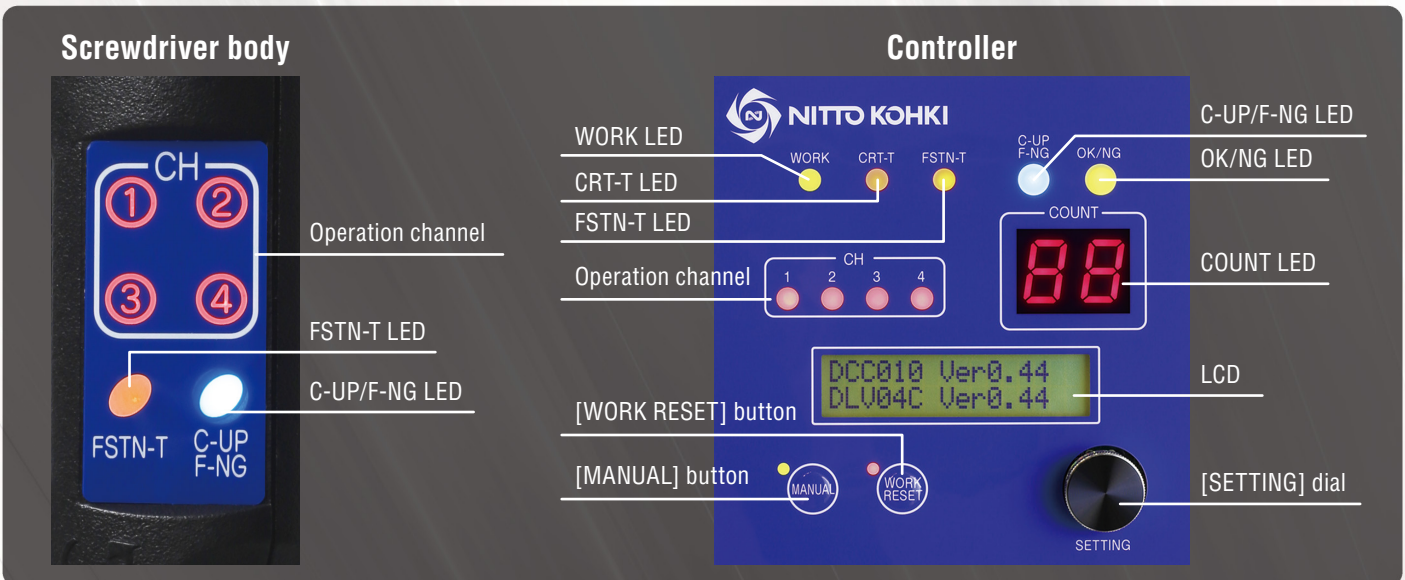 Screwdriver body
CH
1 2
3 4
FSTN-T
C-UP
F-NG
Operation channel
FSTN-T LED
C-UP/F-NG LED
Controller
NITTO KOHKI
WORK LED
CRT-T LED
FSTN-T LED
Operation channel
[WORK RESET] button
[MANUAL] button
WORK CRT-T FSTN-T
C-UP
F-NG
OK/NG
COUNT
88
CH
1 2 3 4
DCC010 Ver0.44
DLV04C Ver0.44
MANUAL
WORK
RESET
SETTING
C-UP/F-NG LED
OK/NG LED
COUNT LED
LCD
[SETTING] dial